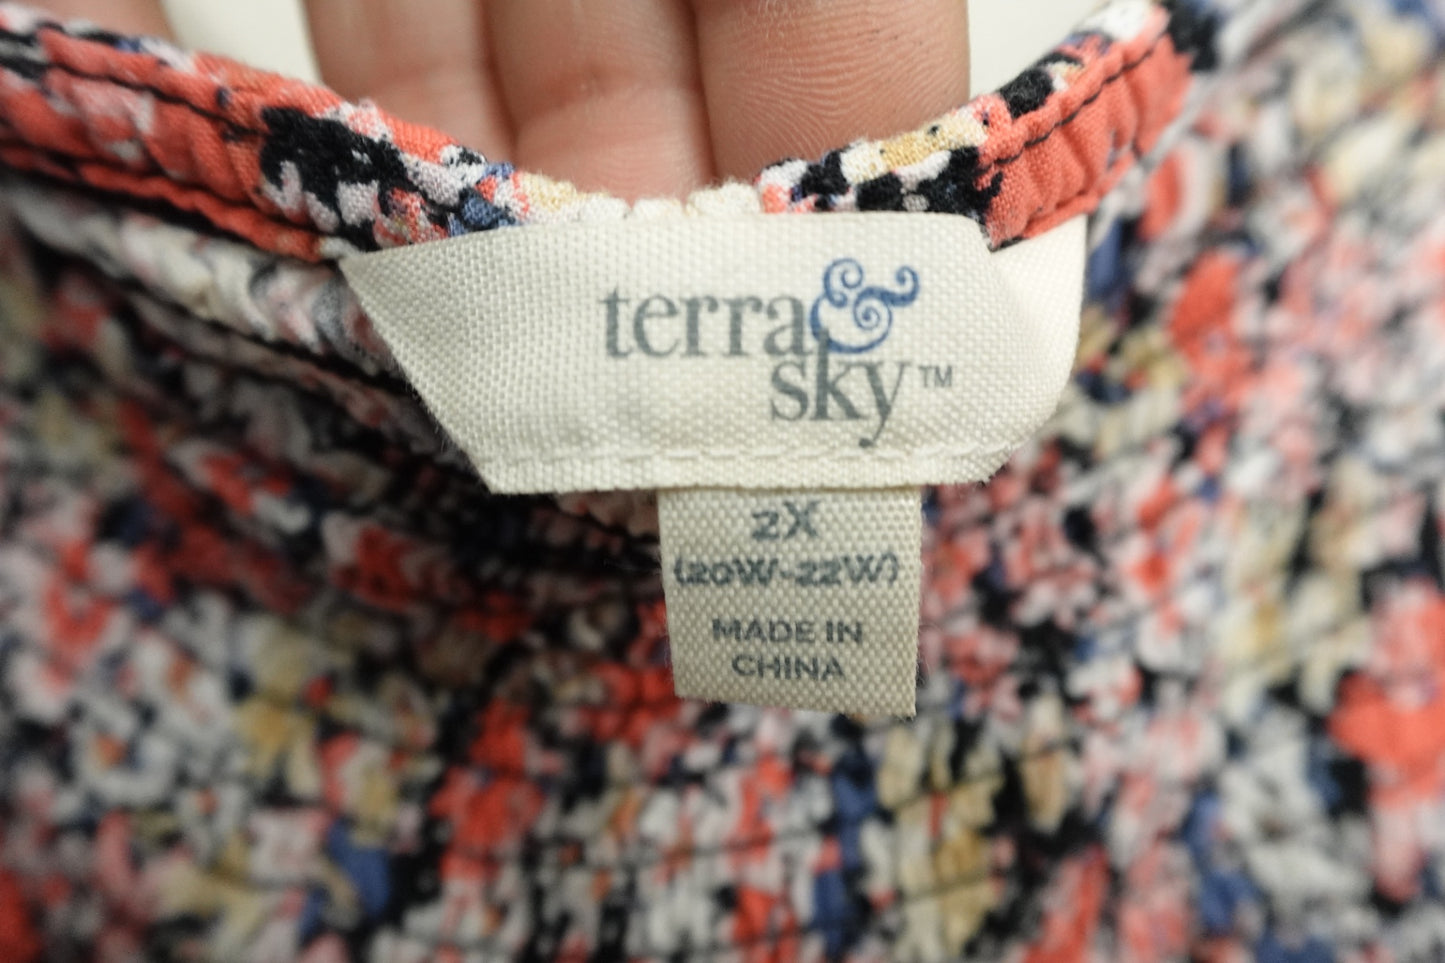 terra &
sky™
2X
(20W-22W)
MADE IN
CHINA